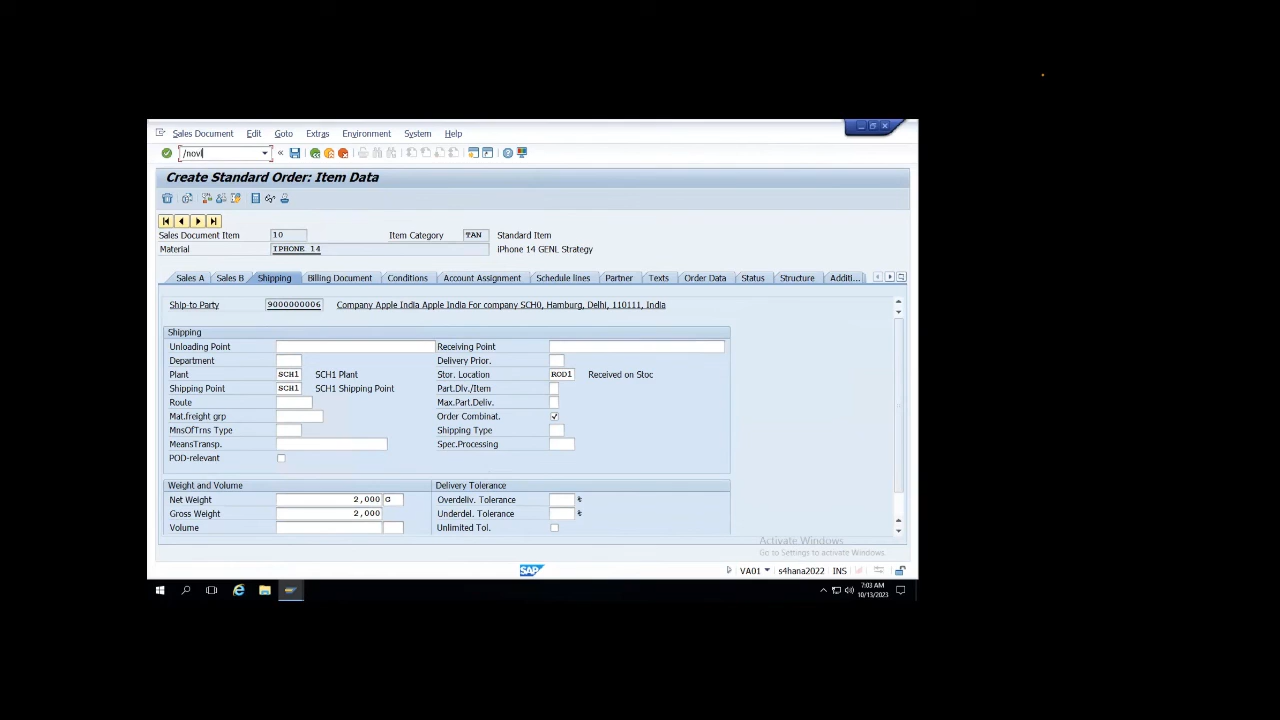 Sales Document Edit Goto Extras Environment System Help
/novl
Create Standard Order: Item Data
Sales Document Item 10 Item Category TAN Standard Item
Material IPHONE 14 iPhone 14 GENL Strategy
Sales A Sales B Shipping Billing Document Conditions Account Assignment Schedule lines Partner Texts Order Data Status Structure Additi...
Ship-to Party 9000000006 Company Apple India Apple India For company SCH0, Hamburg, Delhi, 110111, India
Shipping
Unloading Point Receiving Point
Department Delivery Prior.
Plant SCH1 SCH1 Plant Stor. Location ROD1 Received on Stoc
Shipping Point SCH1 SCH1 Shipping Point Part.Dlv./Item
Route Max.Part.Deliv.
Mat.freight grp Order Combinat.
MnsOfTrns Type Shipping Type
MeansTransp. Spec.Processing
POD-relevant
Weight and Volume Delivery Tolerance
Net Weight 2,000 G Overdeliv. Tolerance %
Gross Weight 2,000 Underdel. Tolerance %
Volume Unlimited Tol.
Activate Windows
Go to Settings to activate Windows.
SAP VA01 s4hana2022 INS
7:03 AM
10/13/2023